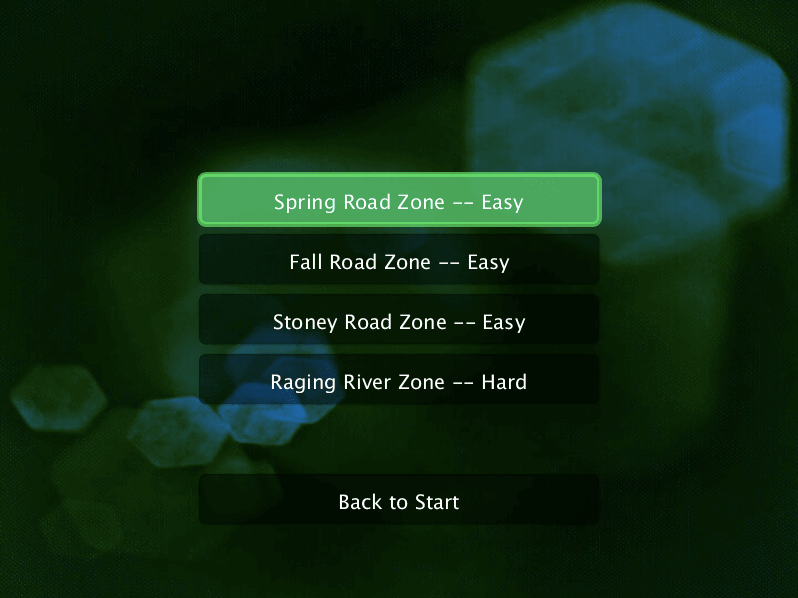 Spring Road Zone -- Easy
Fall Road Zone -- Easy
Stoney Road Zone -- Easy
Raging River Zone -- Hard
Back to Start